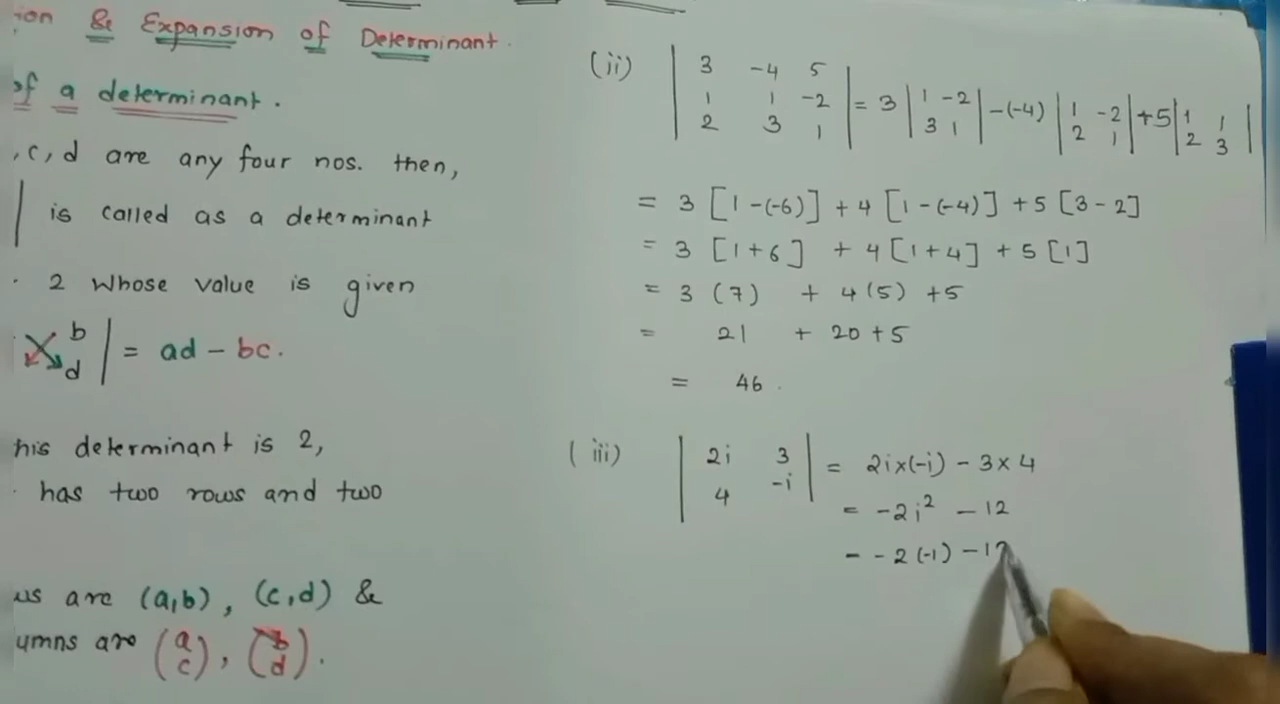 ion & Expansion of Determinant.
of a determinant.
,c,d are any four nos. then,
| is called as a determinant
. 2 whose value is given
b
d | = ad - bc.
his determinant is 2,
. has two rows and two
us are (a,b), (c,d) &
umns are (a c), (b d).
(ii) | 3 -4 5
1 1 -2
2 3 1 | = 3 | 1 -2
3 1 | -(-4) | 1 -2
2 1 | +5 | 1 1
2 3 |
= 3 [1-(-6)] + 4 [1-(-4)] + 5 [3-2]
= 3 [1+6] + 4 [1+4] + 5 [1]
= 3 (7) + 4(5) + 5
= 21 + 20 + 5
= 46.
(iii) | 2i 3
4 -i | = 2i×(-i) - 3×4
= -2i² - 12
= -2(-1) - 12